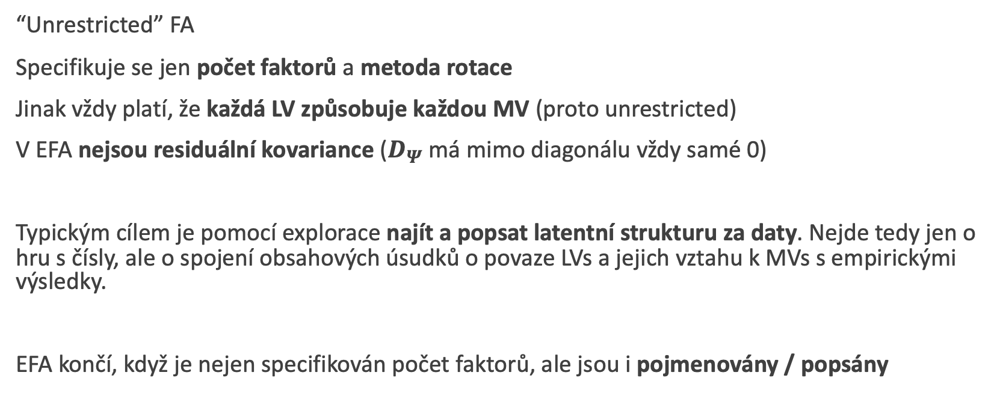 “Unrestricted” FA
Specifikuje se jen počet faktorů a metoda rotace
Jinak vždy platí, že každá LV způsobuje každou MV (proto unrestricted)
V EFA nejsou residuální kovariance (D_Ψ má mimo diagonálu vždy samé 0)
Typickým cílem je pomocí explorace najít a popsat latentní strukturu za daty. Nejde tedy jen o
hru s čísly, ale o spojení obsahových úsudků o povaze LVs a jejich vztahu k MVs s empirickými
výsledky.
EFA končí, když je nejen specifikován počet faktorů, ale jsou i pojmenovány / popsány